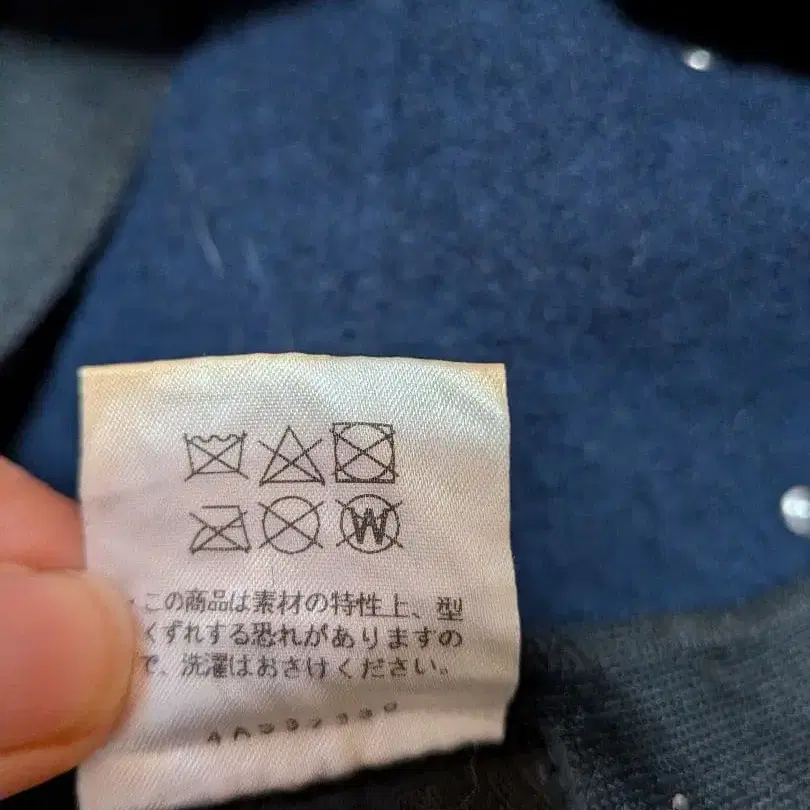 W
この商品は素材の特性上、型
くずれする恐れがありますの
で、洗濯はおさけください。